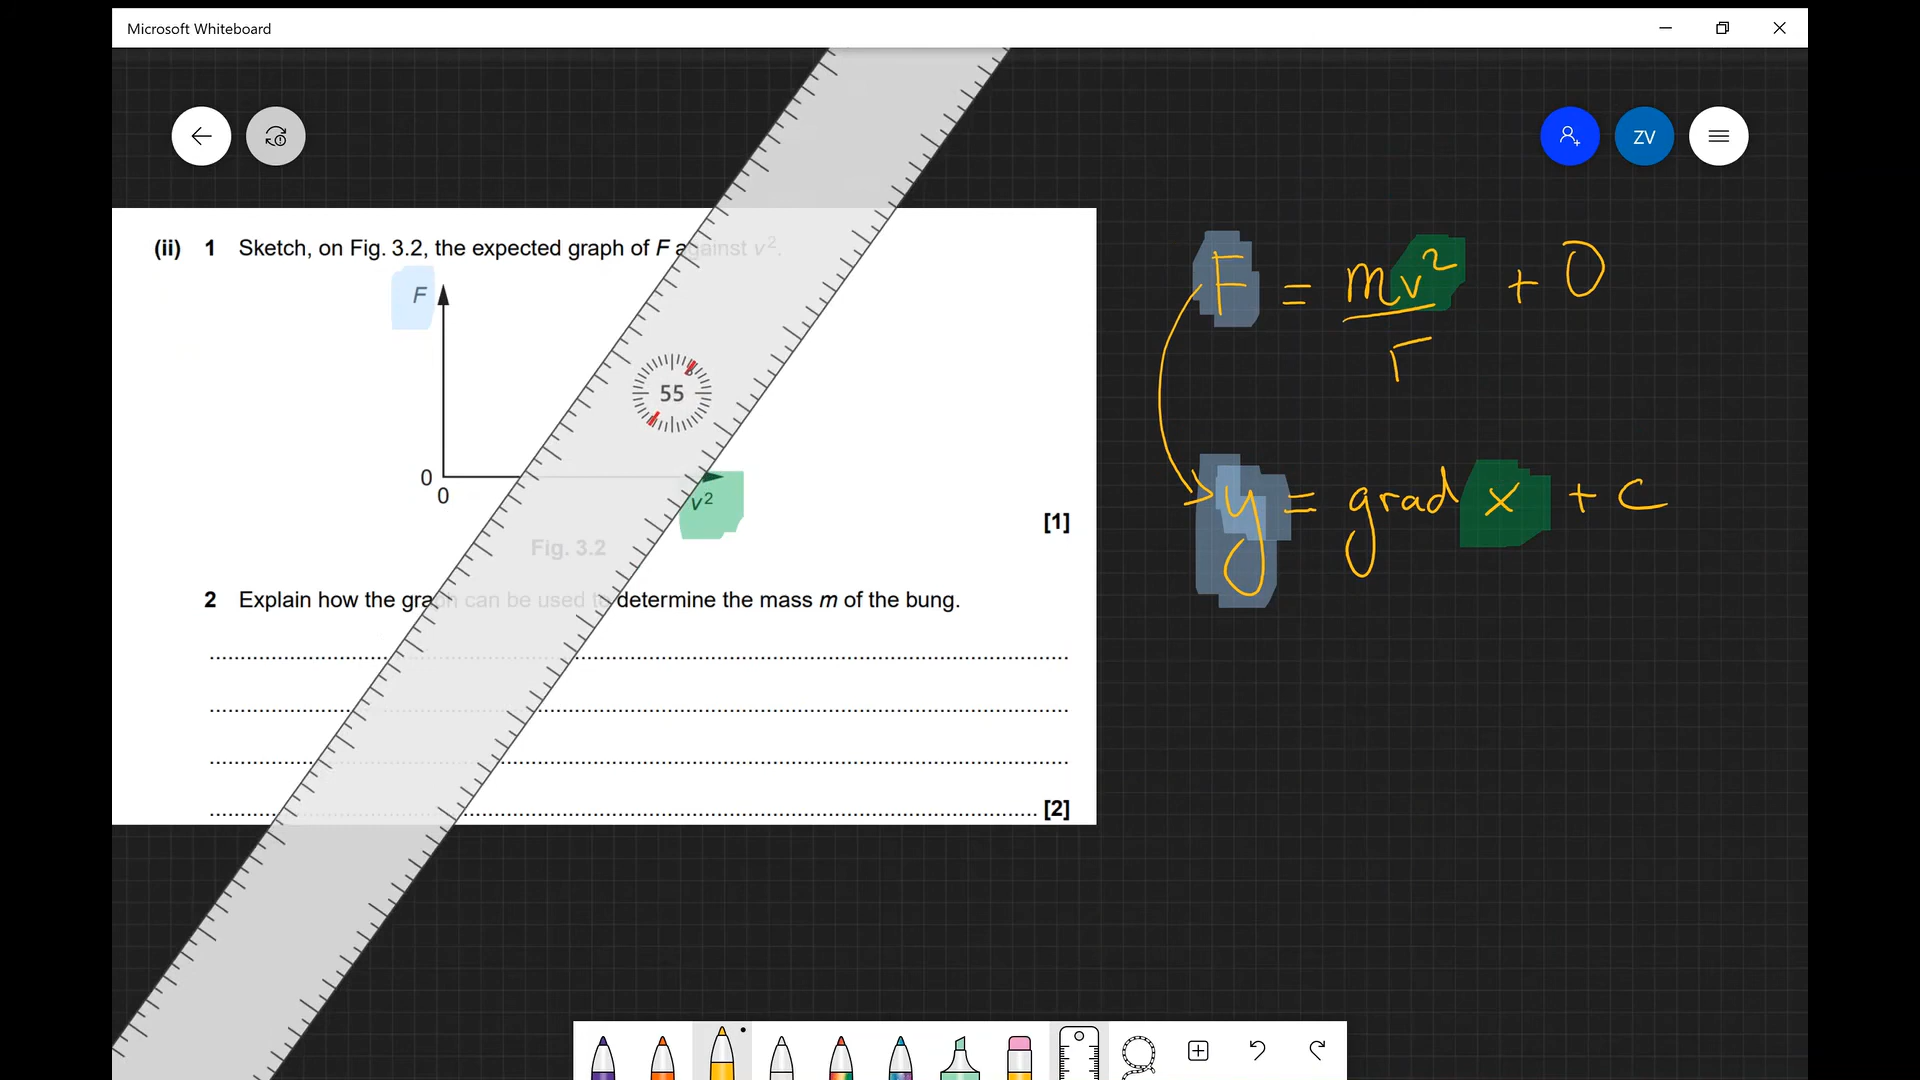 Microsoft Whiteboard
ZV
(ii) 1 Sketch, on Fig. 3.2, the expected graph of F against v².
F
0
0
v²
[1]
Fig. 3.2
2 Explain how the graph can be used to determine the mass m of the bung.
[2]
55
F = mv² + 0
r
y = grad x + c